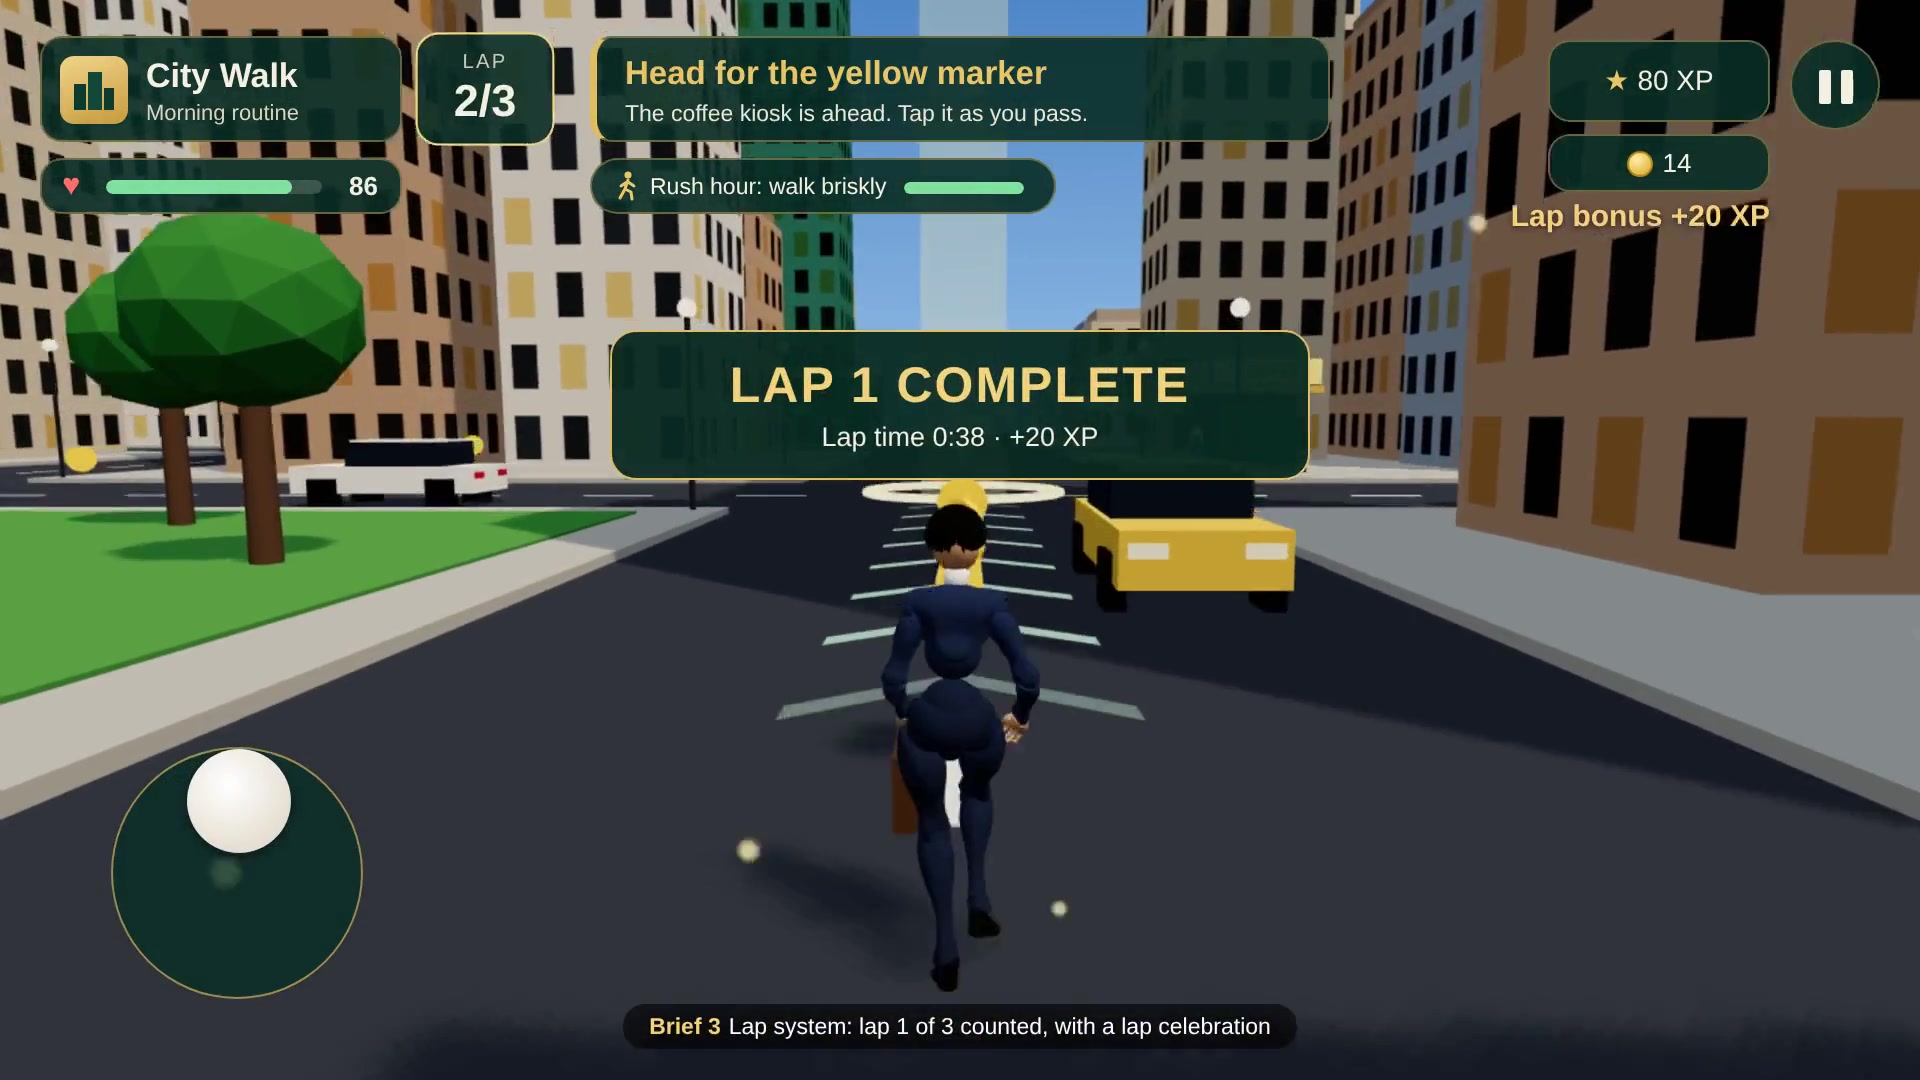 City Walk
Morning routine
LAP
2/3
Head for the yellow marker
The coffee kiosk is ahead. Tap it as you pass.
★ 80 XP
86
Rush hour: walk briskly
14
Lap bonus +20 XP
LAP 1 COMPLETE
Lap time 0:38 · +20 XP
Brief 3 Lap system: lap 1 of 3 counted, with a lap celebration